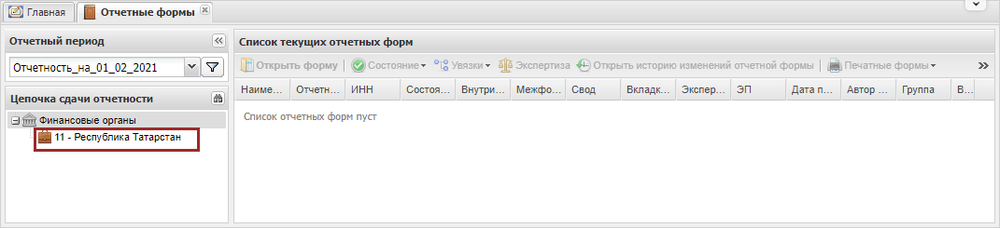 Главная Отчетные формы
Отчетный период
Отчетность_на_01_02_2021
Цепочка сдачи отчетности
Финансовые органы
11 - Республика Татарстан
Список текущих отчетных форм
Открыть форму Состояние Увязки Экспертиза Открыть историю изменений отчетной формы Печатные формы
Наиме... Отчетн... ИНН Состоя... Внутри... Межфо... Свод Вкладк... Экспер... ЭП Дата п... Автор ... Группа В...
Список отчетных форм пуст